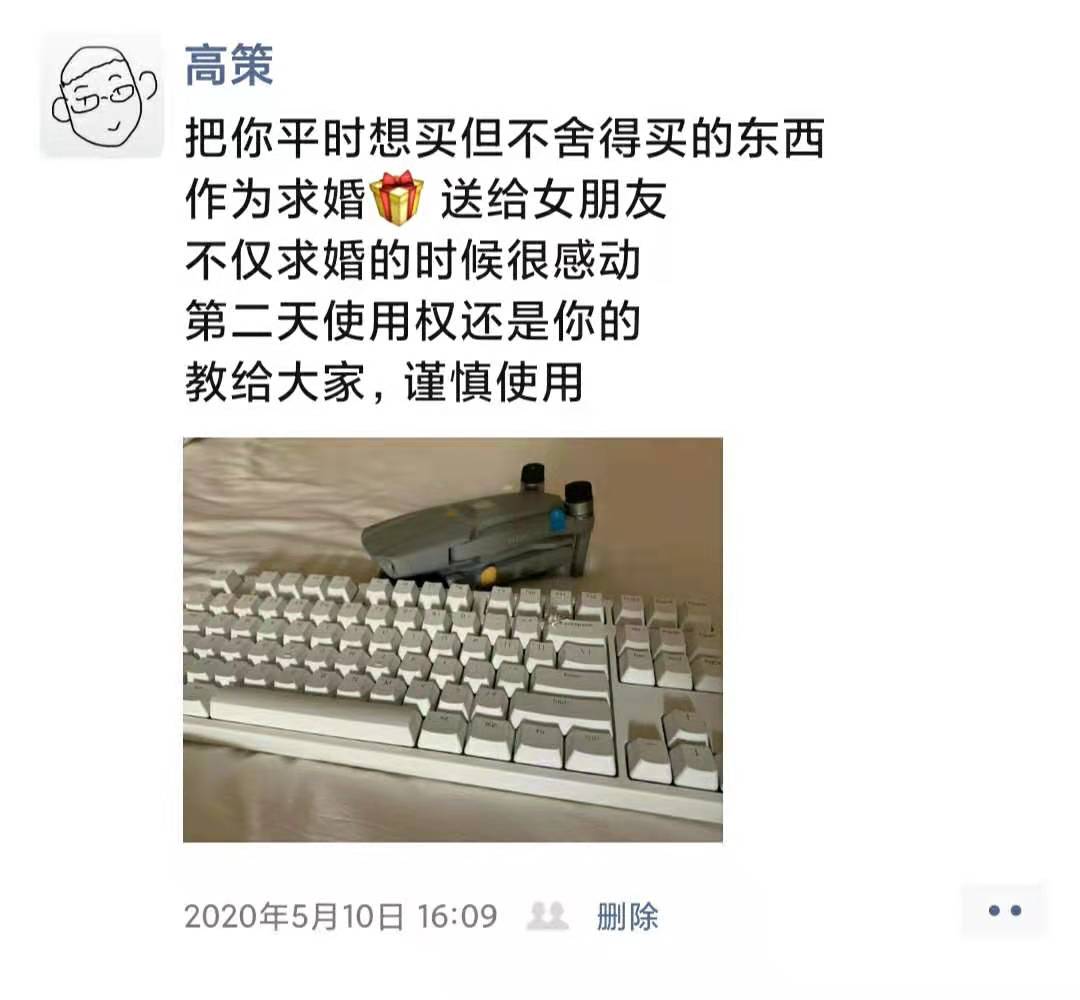 高策
把你平时想买但不舍得买的东西
作为求婚🎁 送给女朋友
不仅求婚的时候很感动
第二天使用权还是你的
教给大家，谨慎使用
2020年5月10日 16:09 删除